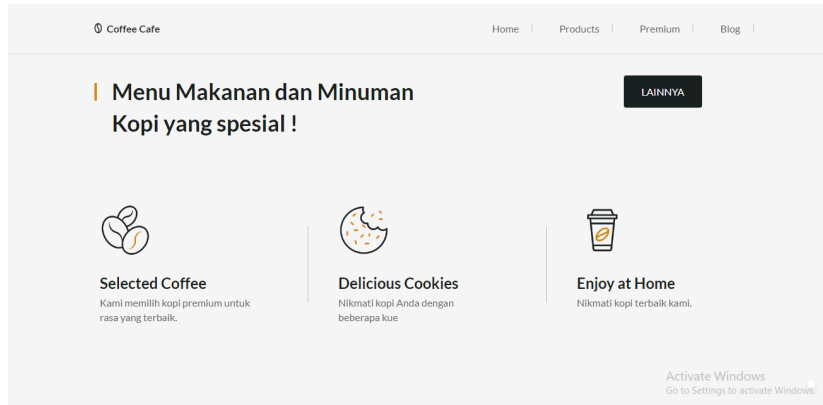 Coffee Cafe
Home
Products
Premium
Blog
Menu Makanan dan Minuman
Kopi yang spesial !
LAINNYA
Selected Coffee
Kami memilih kopi premium untuk
rasa yang terbaik.
Delicious Cookies
Nikmati kopi Anda dengan
beberapa kue
Enjoy at Home
Nikmati kopi terbaik kami.
Activate Windows
Go to Settings to activate Windows.